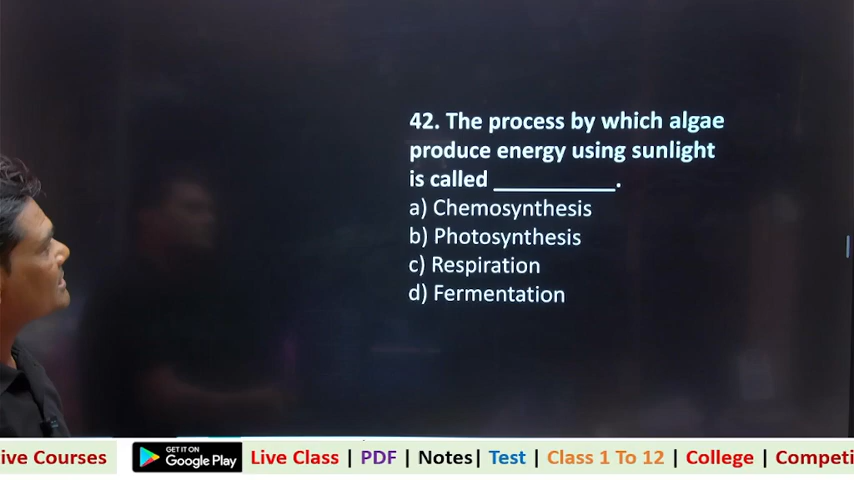 42. The process by which algae
produce energy using sunlight
is called __________.
a) Chemosynthesis
b) Photosynthesis
c) Respiration
d) Fermentation
ive Courses GET IT ON Google Play Live Class | PDF | Notes| Test | Class 1 To 12 | College | Competi